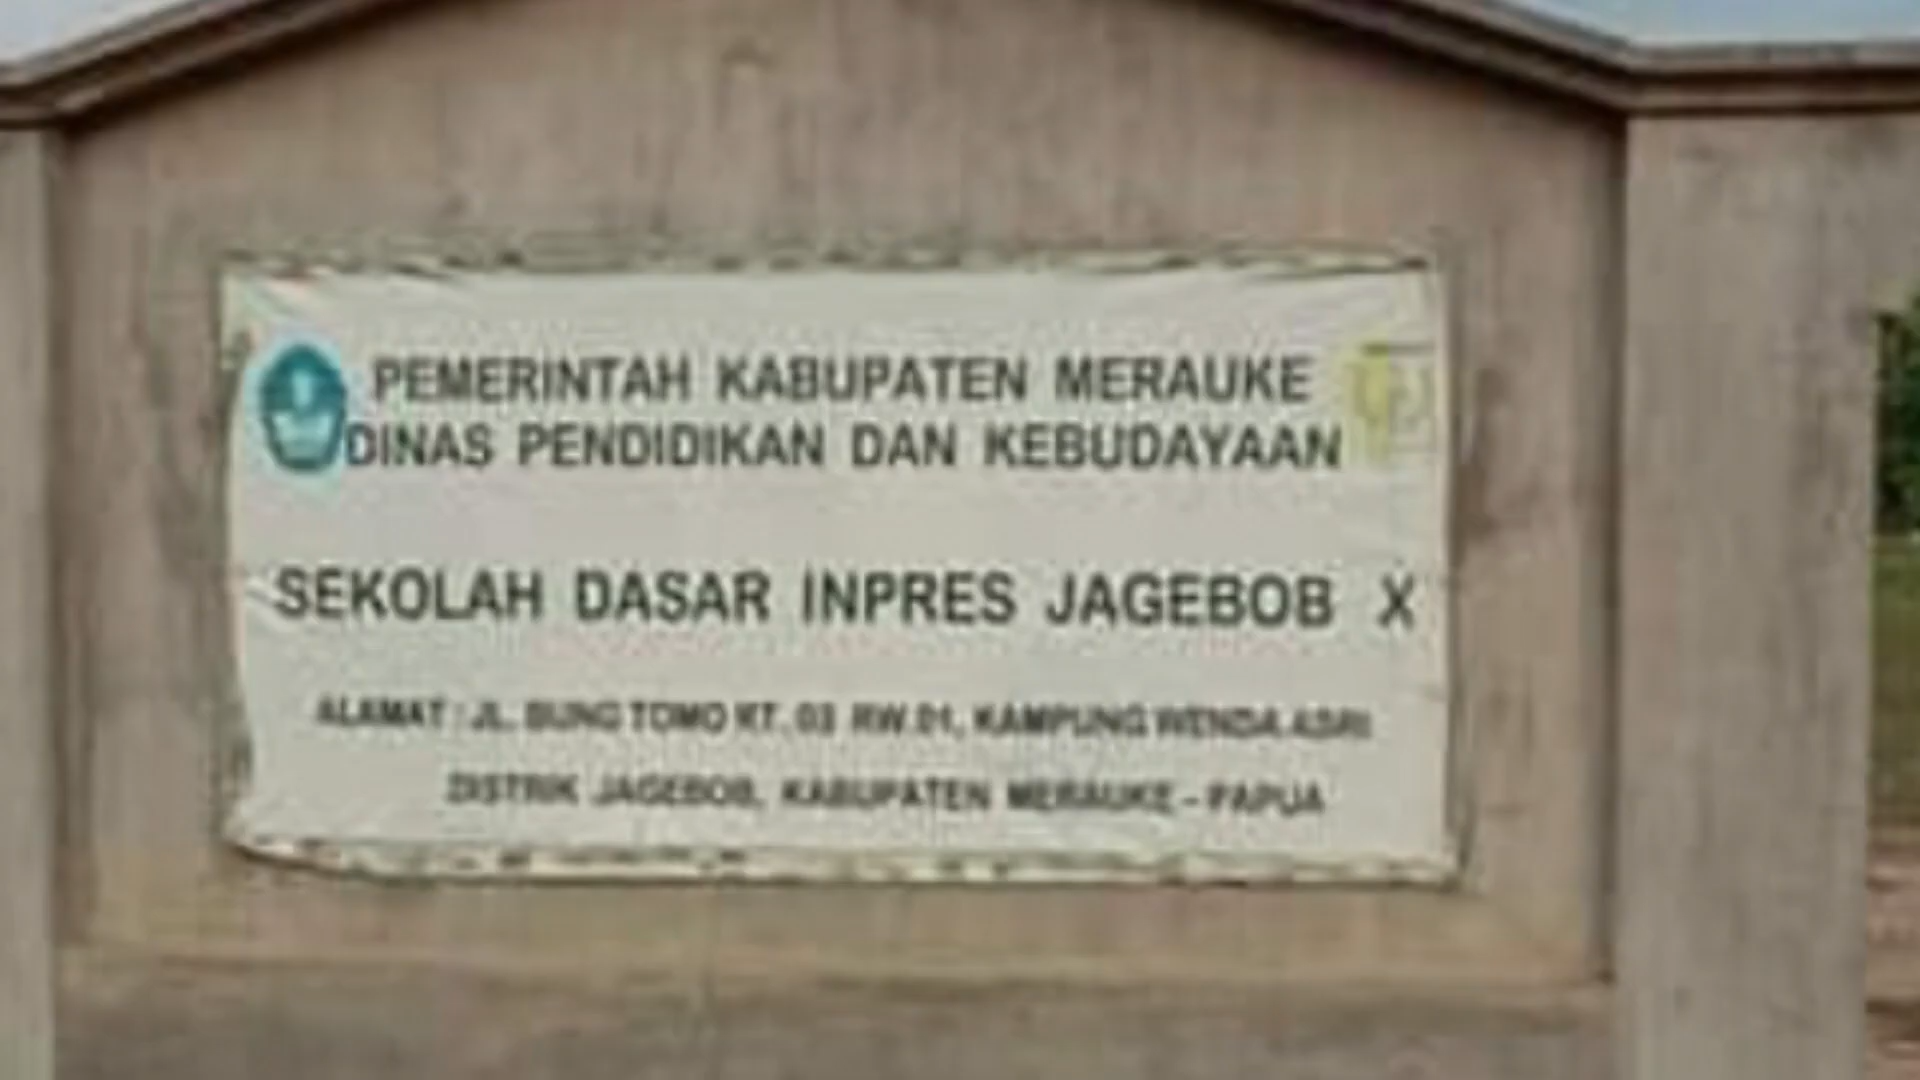 PEMERINTAH KABUPATEN MERAUKE
DINAS PENDIDIKAN DAN KEBUDAYAAN
SEKOLAH DASAR INPRES JAGEBOB X
ALAMAT : JL. BUNG TOMO RT. 03 RW. 01, KAMPUNG WENDA ASRI
DISTRIK JAGEBOB, KABUPATEN MERAUKE - PAPUA